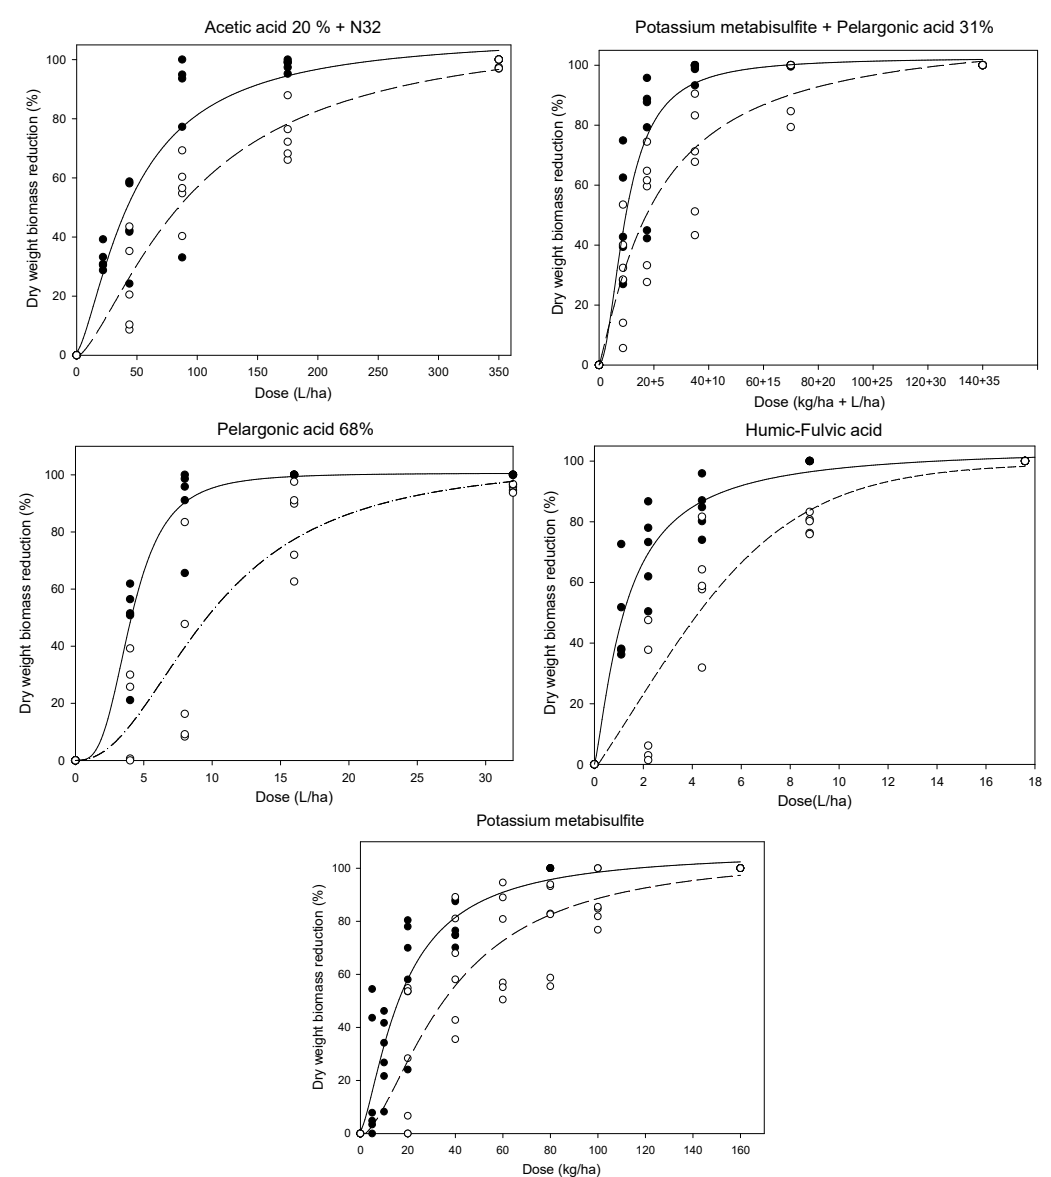 Acetic acid 20 % + N32
Dry weight biomass reduction (%)
100
80
60
40
20
0
0 50 100 150 200 250 300 350
Dose (L/ha)
Potassium metabisulfite + Pelargonic acid 31%
Dry weight biomass reduction (%)
100
80
60
40
20
0
0 20+5 40+10 60+15 80+20 100+25 120+30 140+35
Dose (kg/ha + L/ha)
Pelargonic acid 68%
Dry weight biomass reduction (%)
100
80
60
40
20
0
0 5 10 15 20 25 30
Dose (L/ha)
Humic-Fulvic acid
Dry weight biomass reduction (%)
100
80
60
40
20
0
0 2 4 6 8 10 12 14 16 18
Dose(L/ha)
Potassium metabisulfite
Dry weight biomass reduction (%)
100
80
60
40
20
0
0 20 40 60 80 100 120 140 160
Dose (kg/ha)